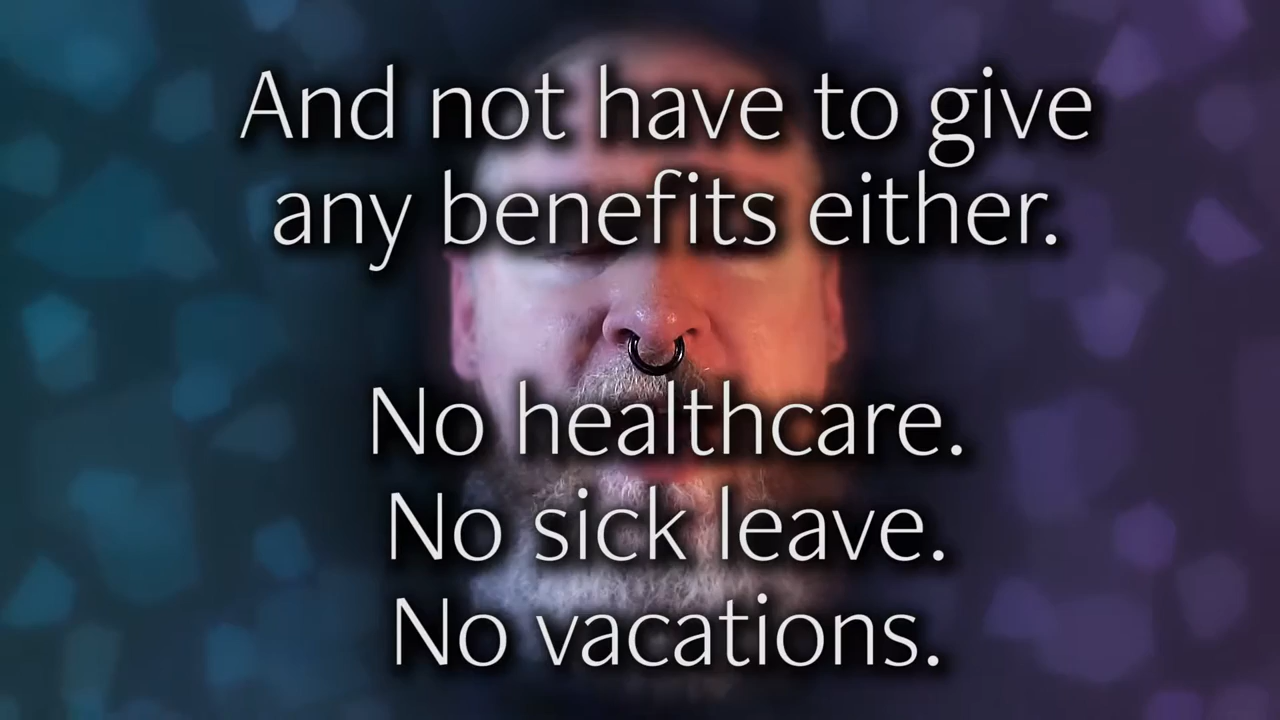 And not have to give
any benefits either.
No healthcare.
No sick leave.
No vacations.